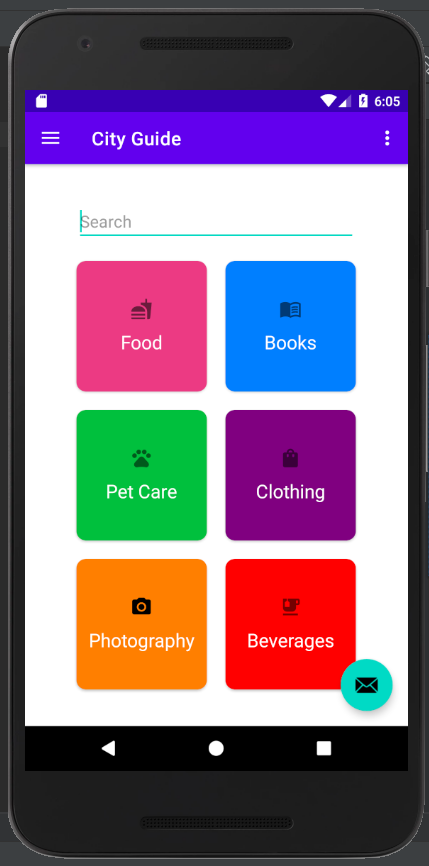 6:05
City Guide
Search
Food
Books
Pet Care
Clothing
Photography
Beverages